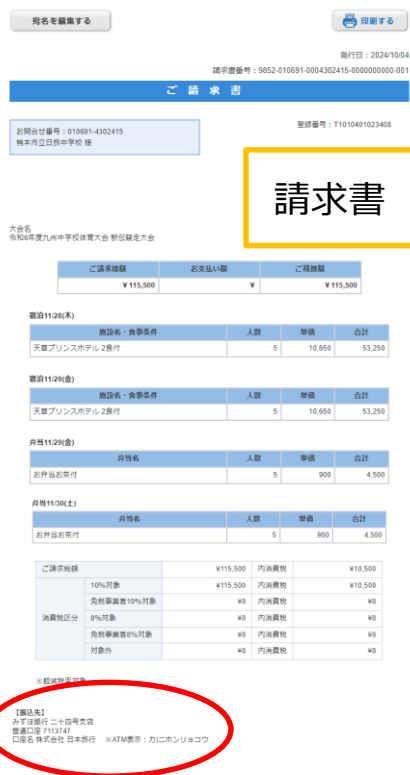 宛名を編集する
印刷する
発行日：2024/10/04
請求書番号：9852-010691-0004302415-0000000000-001
ご 請 求 書
お問合せ番号：010691-4302415
熊本市立日吉中学校 様
登録番号：T1010401023408
請求書
大会名
令和6年度九州中学校体育大会 駅伝競走大会
ご請求総額 お支払い額 ご精算額
¥115,500 ¥ ¥115,500
宿泊11/28(木)
施設名・食事条件 人数 単価 合計
天草プリンスホテル 2食付 5 10,650 53,250
宿泊11/29(金)
施設名・食事条件 人数 単価 合計
天草プリンスホテル 2食付 5 10,650 53,250
弁当11/29(金)
弁当名 人数 単価 合計
お弁当お茶付 5 900 4,500
弁当11/30(土)
弁当名 人数 単価 合計
お弁当お茶付 5 900 4,500
ご請求総額 ¥115,500 内消費税 ¥10,500
消費税区分 10%対象 ¥115,500 内消費税 ¥10,500
免税事業者10%対象 ¥0 内消費税 ¥0
8%対象 ¥0 内消費税 ¥0
免税事業者8%対象 ¥0 内消費税 ¥0
対象外 ¥0 内消費税 ¥0
※軽減税率対象
【振込先】
みずほ銀行 二十四号支店
普通口座 7113747
口座名 株式会社 日本旅行 ※ATM表示：カ)ニホンリョコウ